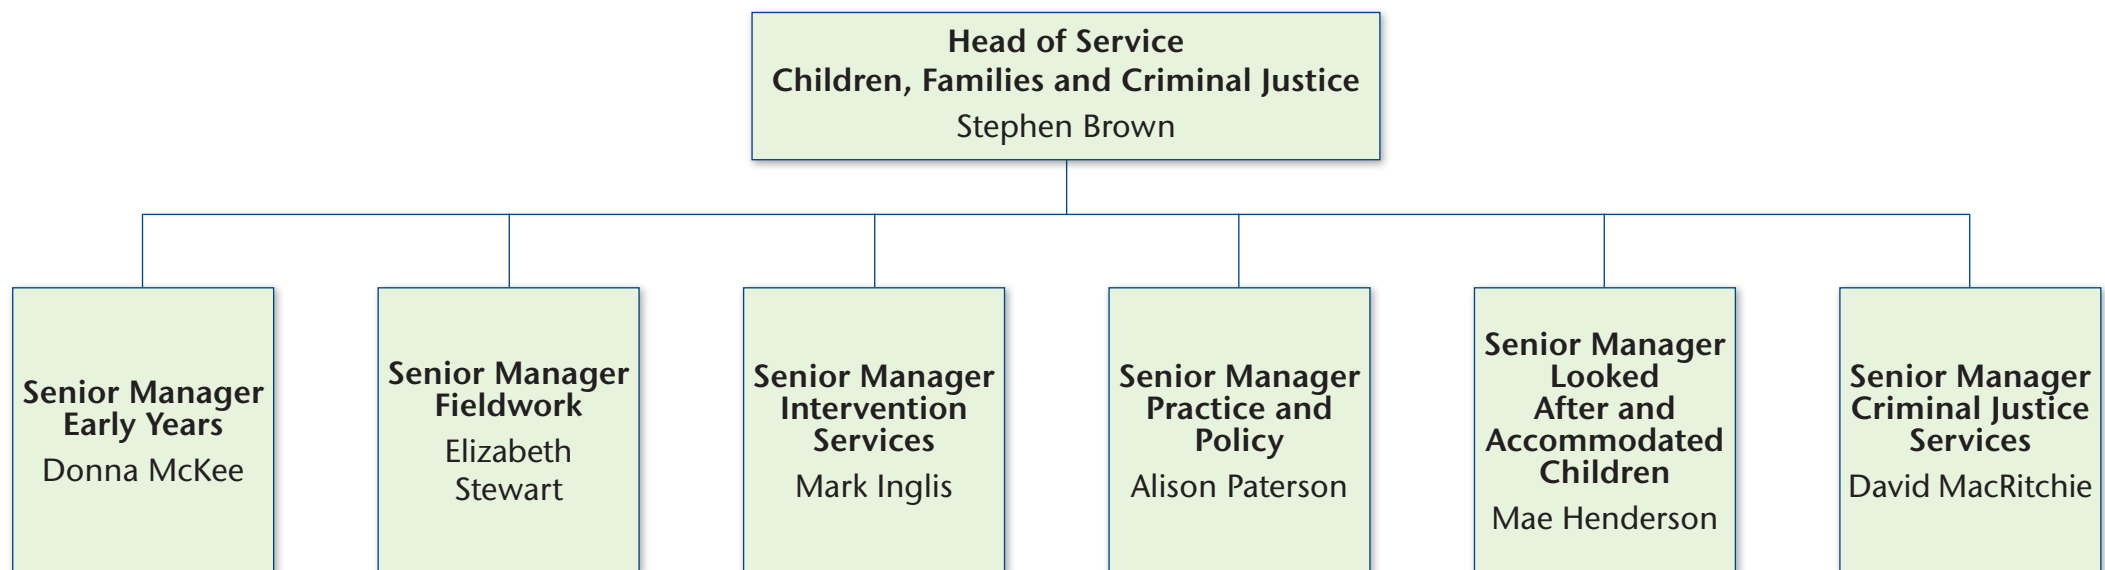 Head of Service
Children, Families and Criminal Justice
Stephen Brown
Senior Manager
Early Years
Donna McKee
Senior Manager
Fieldwork
Elizabeth
Stewart
Senior Manager
Intervention
Services
Mark Inglis
Senior Manager
Practice and
Policy
Alison Paterson
Senior Manager
Looked
After and
Accommodated
Children
Mae Henderson
Senior Manager
Criminal Justice
Services
David MacRitchie